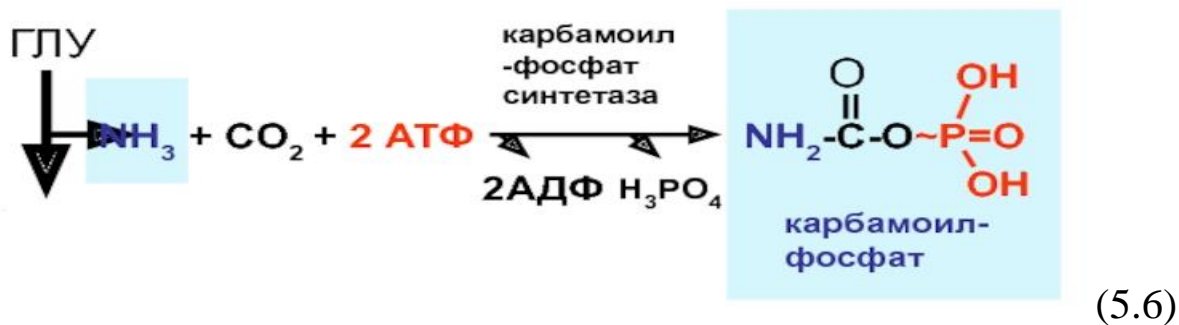 ГЛУ
карбамоил
-фосфат
синтетаза
NH₃ + CO₂ + 2 АТФ
2АДФ H₃PO₄
O
OH
NH₂-C-O~P=O
OH
карбамоил-
фосфат
(5.6)